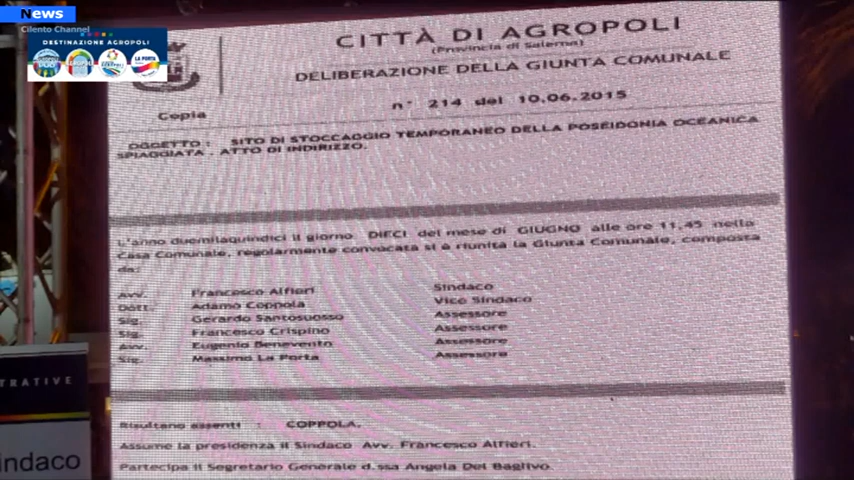 News
Cilento Channel
DESTINAZIONE AGROPOLI
LA PORTA
CITTÀ DI AGROPOLI
(Provincia di Salerno)
DELIBERAZIONE DELLA GIUNTA COMUNALE
Copia
n° 214 del 10.06.2015
OGGETTO : SITO DI STOCCAGGIO TEMPORANEO DELLA POSEIDONIA OCEANICA
SPIAGGIATA . ATTO DI INDIRIZZO.
L'anno duemilaquindici il giorno DIECI del mese di GIUGNO alle ore 11,45 nella
Casa Comunale, regolarmente convocata si è riunita la Giunta Comunale, composta
da:
Avv. Francesco Alfieri Sindaco
Dott. Adamo Coppola Vice Sindaco
Sig. Gerardo Santosuosso Assessore
Sig. Francesco Crispino Assessore
Avv. Eugenio Benevento Assessore
Sig. Massimo La Porta Assessore
Risultano assenti : COPPOLA.
Assume la presidenza il Sindaco Avv. Francesco Alfieri.
Partecipa il Segretario Generale d.ssa Angela Del Baglivo
TRATIVE
indaco